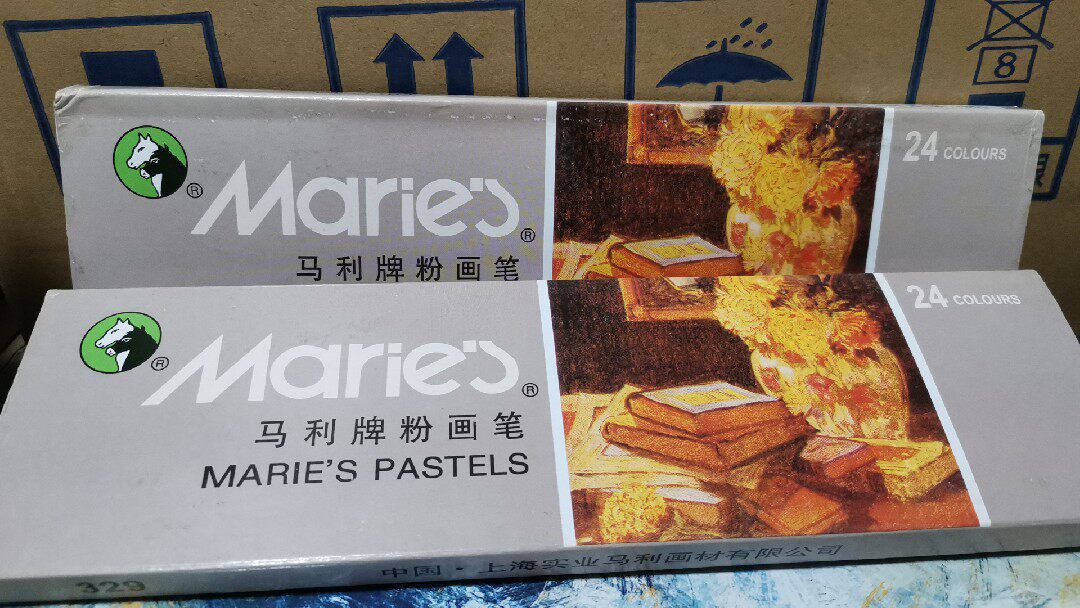 8
Marie's
®
®
马利牌粉画笔
24 COLOURS
Marie's
®
®
马利牌粉画笔
MARIE'S PASTELS
24 COLOURS
329
中国·上海实业马利画材有限公司